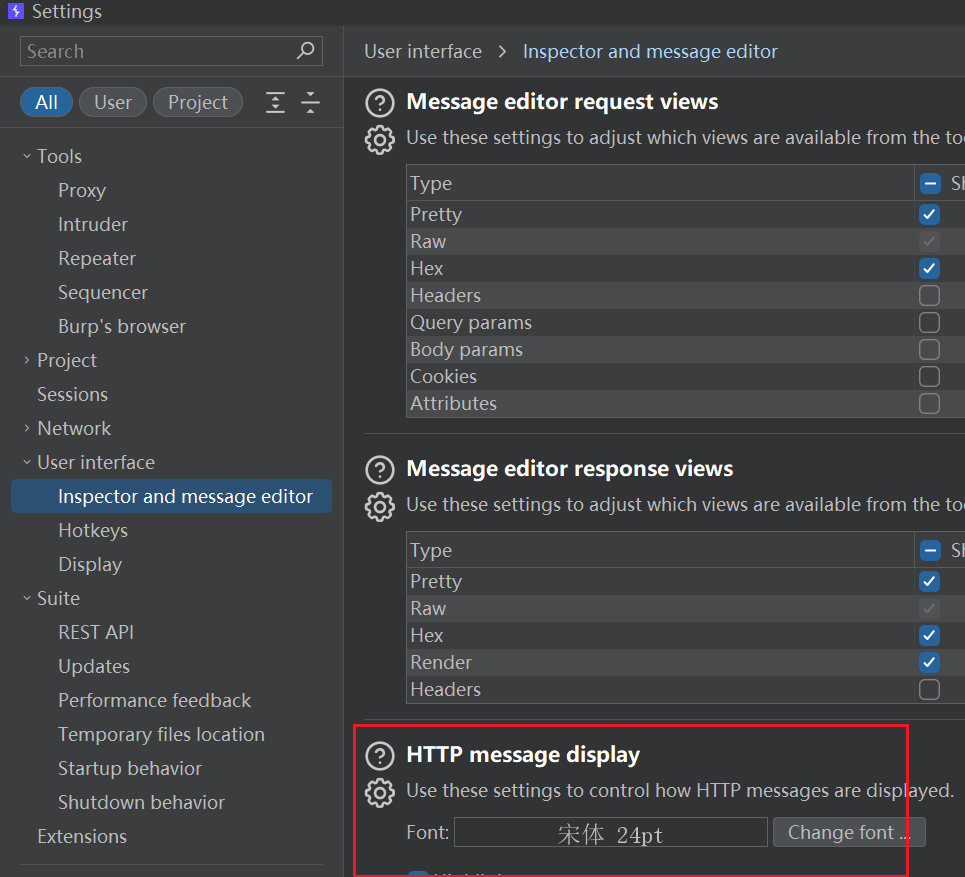 Settings
Search
All User Project
Tools
Proxy
Intruder
Repeater
Sequencer
Burp's browser
Project
Sessions
Network
User interface
Inspector and message editor
Hotkeys
Display
Suite
REST API
Updates
Performance feedback
Temporary files location
Startup behavior
Shutdown behavior
Extensions
User interface > Inspector and message editor
Message editor request views
Use these settings to adjust which views are available from the to
Type Sh
Pretty
Raw
Hex
Headers
Query params
Body params
Cookies
Attributes
Message editor response views
Use these settings to adjust which views are available from the to
Type Sh
Pretty
Raw
Hex
Render
Headers
HTTP message display
Use these settings to control how HTTP messages are displayed.
Font: 宋体 24pt Change font ...